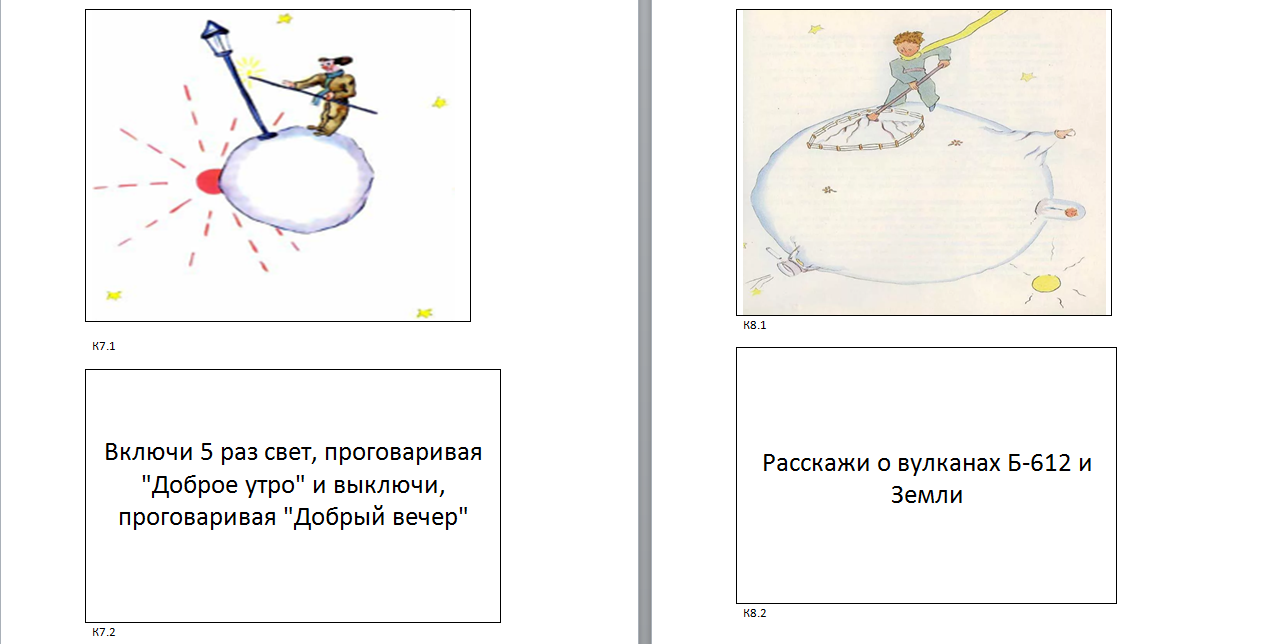 К7.1
Включи 5 раз свет, проговаривая
"Доброе утро" и выключи,
проговаривая "Добрый вечер"
К7.2
К8.1
Расскажи о вулканах Б-612 и
Земли
К8.2